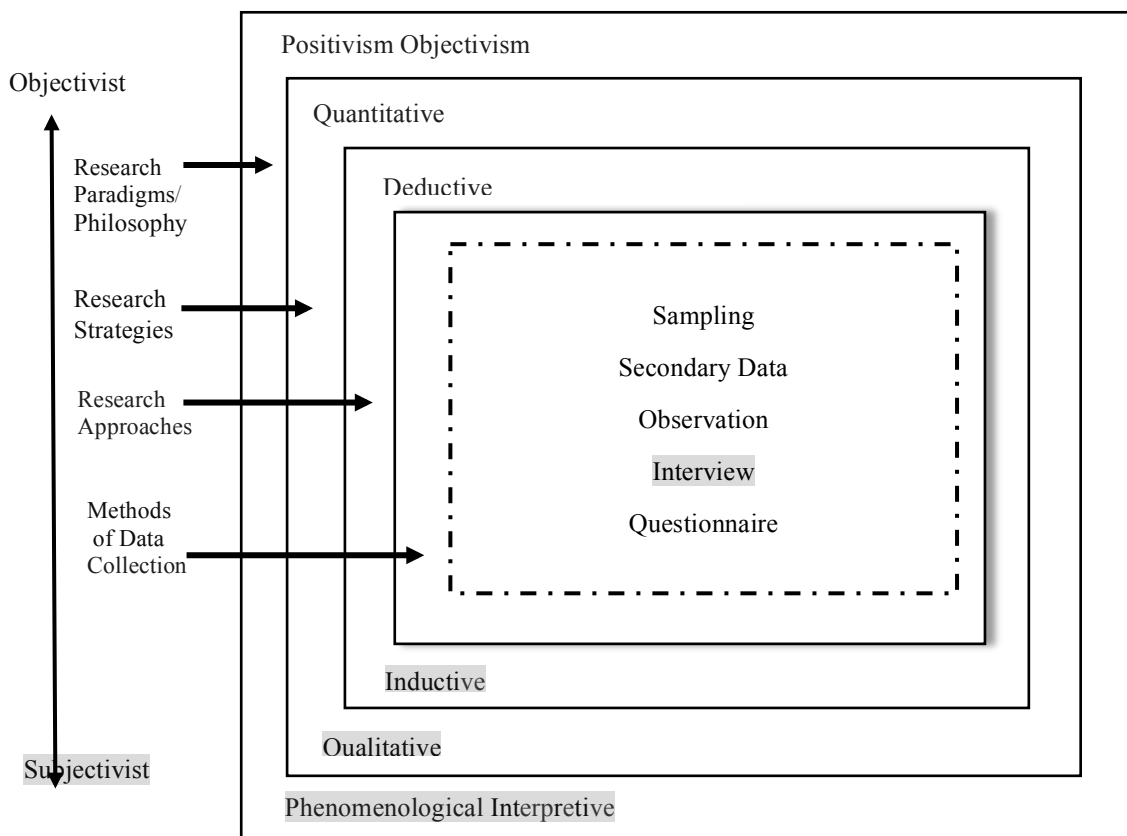 Positivism Objectivism
Objectivist
Quantitative
Research
Paradigms/
Philosophy
Deductive
Research
Strategies
Sampling
Secondary Data
Research
Approaches
Observation
Interview
Methods
of Data
Collection
Questionnaire
Inductive
Qualitative
Subjectivist
Phenomenological Interpretive